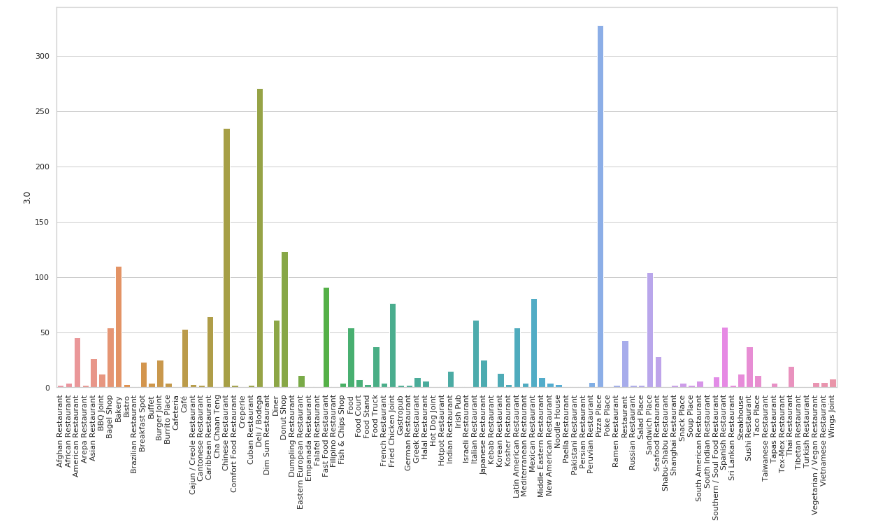 300
250
200
150
100
50
0
3.0
Afghan Restaurant
African Restaurant
American Restaurant
Arepa Restaurant
Asian Restaurant
BBQ Joint
Bagel Shop
Bakery
Bistro
Brazilian Restaurant
Breakfast Spot
Buffet
Burger Joint
Burrito Place
Cafeteria
Café
Cajun / Creole Restaurant
Cantonese Restaurant
Caribbean Restaurant
Cha Chaan Teng
Chinese Restaurant
Comfort Food Restaurant
Creperie
Cuban Restaurant
Deli / Bodega
Dim Sum Restaurant
Diner
Donut Shop
Dumpling Restaurant
Eastern European Restaurant
Empanada Restaurant
Falafel Restaurant
Fast Food Restaurant
Filipino Restaurant
Fish & Chips Shop
Food
Food Court
Food Stand
Food Truck
French Restaurant
Fried Chicken Joint
Gastropub
German Restaurant
Greek Restaurant
Halal Restaurant
Hot Dog Joint
Hotpot Restaurant
Indian Restaurant
Irish Pub
Israeli Restaurant
Italian Restaurant
Japanese Restaurant
Kebab Restaurant
Korean Restaurant
Kosher Restaurant
Latin American Restaurant
Mediterranean Restaurant
Mexican Restaurant
Middle Eastern Restaurant
New American Restaurant
Noodle House
Paella Restaurant
Pakistani Restaurant
Persian Restaurant
Peruvian Restaurant
Pizza Place
Poke Place
Ramen Restaurant
Restaurant
Russian Restaurant
Salad Place
Sandwich Place
Seafood Restaurant
Shabu-Shabu Restaurant
Shanghai Restaurant
Snack Place
Soup Place
South American Restaurant
South Indian Restaurant
Southern / Soul Food Restaurant
Spanish Restaurant
Sri Lankan Restaurant
Steakhouse
Sushi Restaurant
Taco Place
Taiwanese Restaurant
Tapas Restaurant
Tex-Mex Restaurant
Thai Restaurant
Tibetan Restaurant
Turkish Restaurant
Vegetarian / Vegan Restaurant
Vietnamese Restaurant
Wings Joint